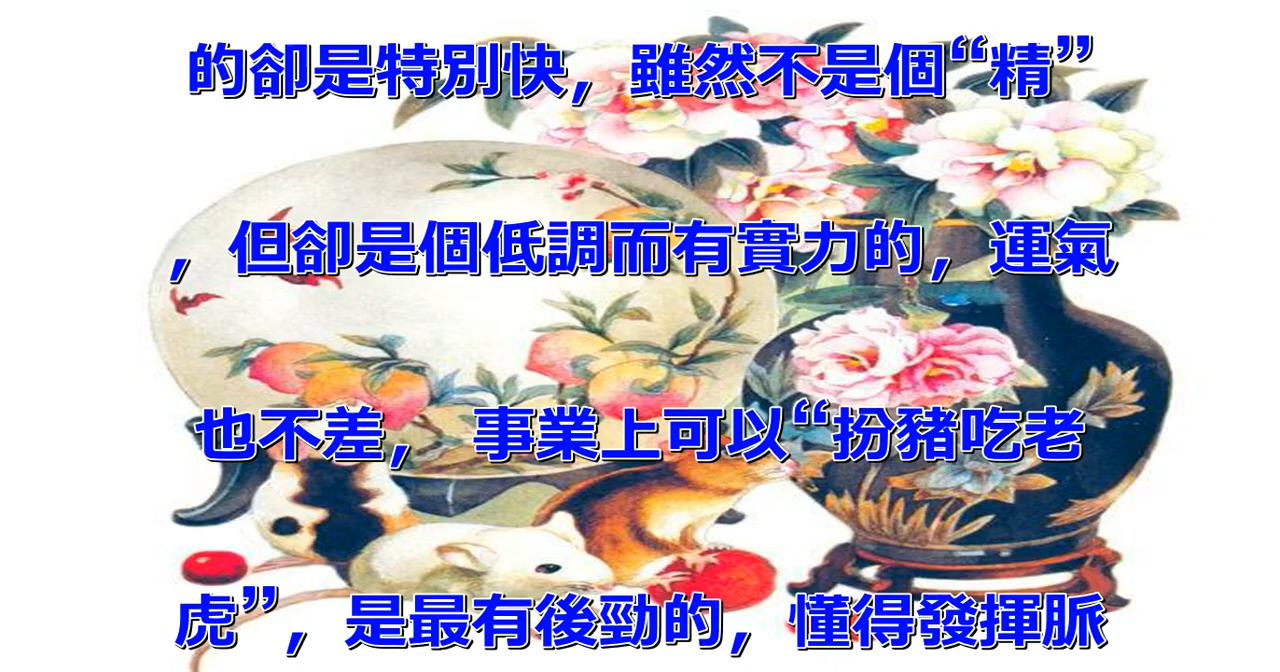 的卻是特別快，雖然不是個“精”
，但卻是個低調而有實力的，運氣
也不差， 事業上可以“扮豬吃老
虎”，是最有後勁的，懂得發揮脈